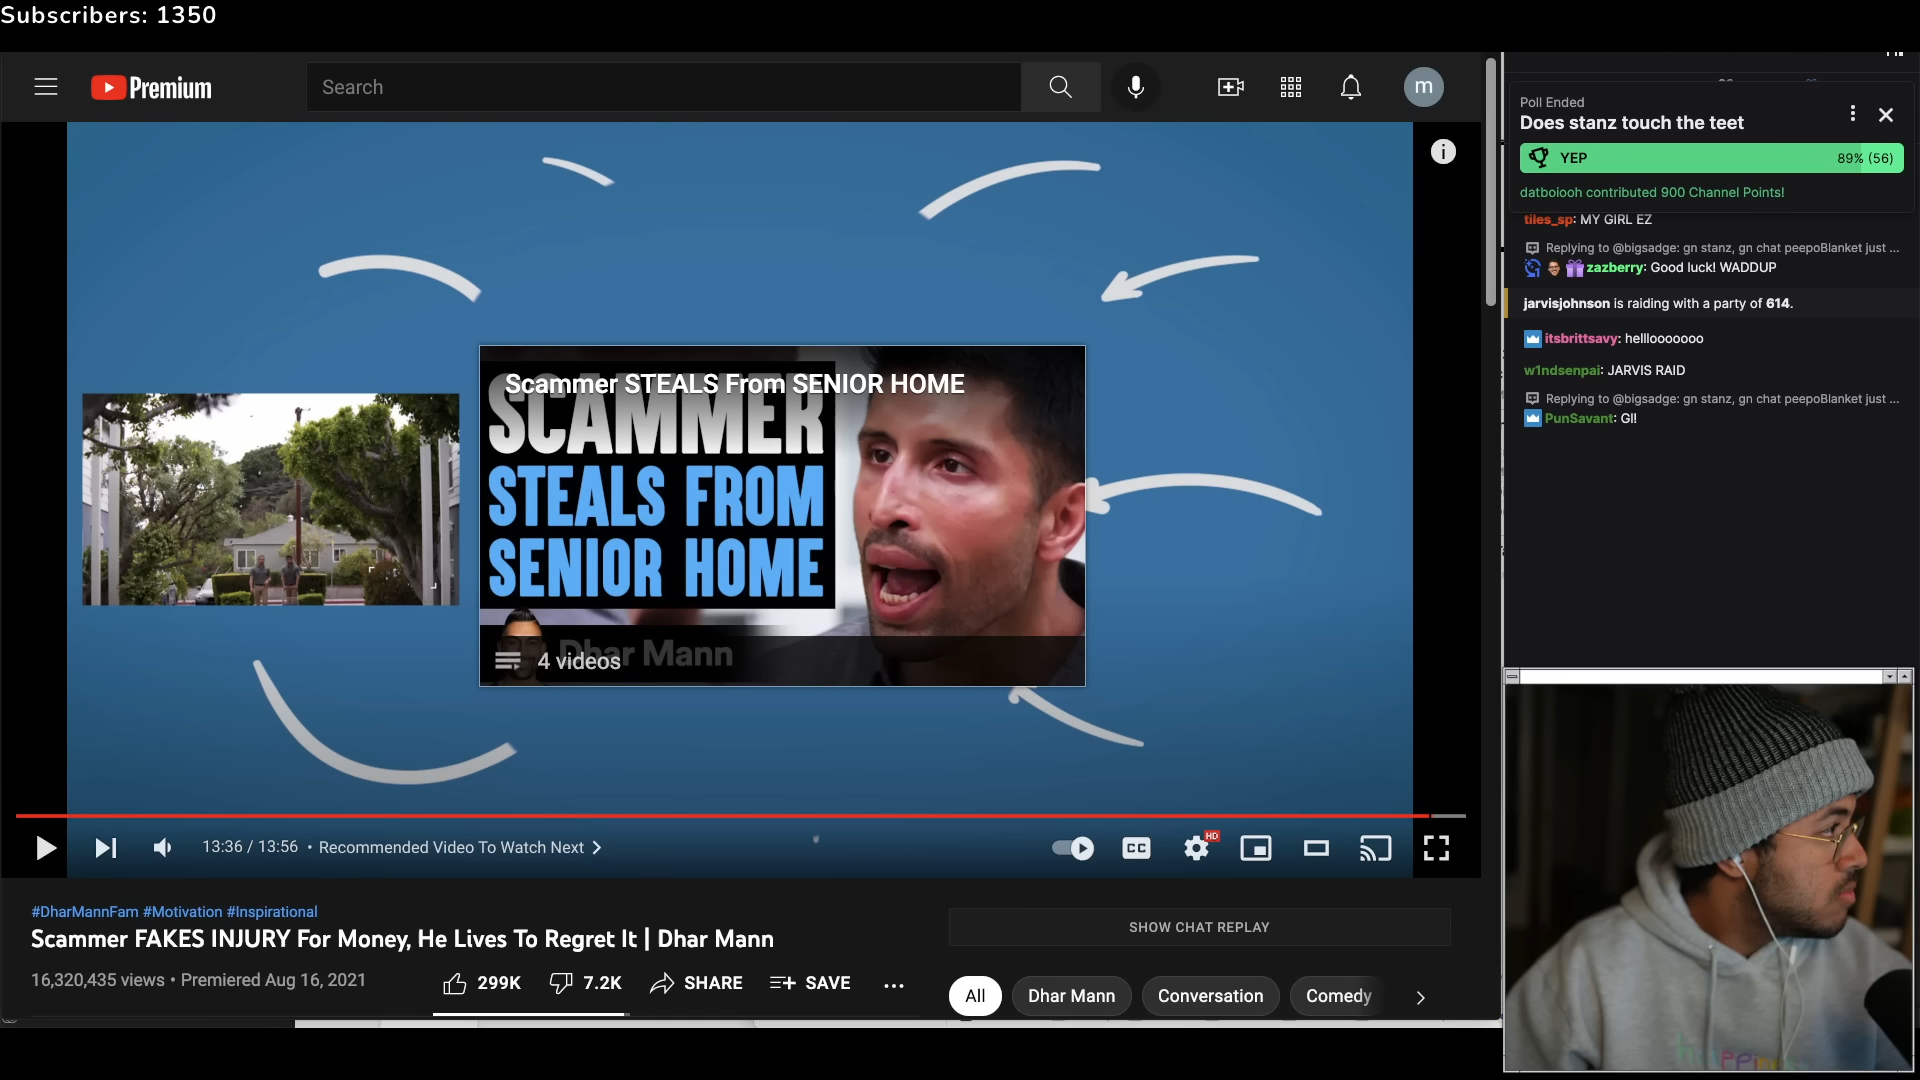 Subscribers: 1350
Premium
Search
m
i
Scammer STEALS From SENIOR HOME
SCAMMER
STEALS FROM
SENIOR HOME
Dhar Mann
4 videos
13:36 / 13:56 • Recommended Video To Watch Next
CC
HD
#DharMannFam #Motivation #Inspirational
Scammer FAKES INJURY For Money, He Lives To Regret It | Dhar Mann
16,320,435 views • Premiered Aug 16, 2021
299K
7.2K
SHARE
SAVE
SHOW CHAT REPLAY
All
Dhar Mann
Conversation
Comedy
Poll Ended
Does stanz touch the teet
YEP
89% (56)
datboiooh contributed 900 Channel Points!
tiles_sp: MY GIRL EZ
Replying to @bigsadge: gn stanz, gn chat peepoBlanket just ...
zazberry: Good luck! WADDUP
jarvisjohnson is raiding with a party of 614.
itsbrittsavy: hellloooooooo
w1ndsenpai: JARVIS RAID
Replying to @bigsadge: gn stanz, gn chat peepoBlanket just ...
PunSavant: Gl!